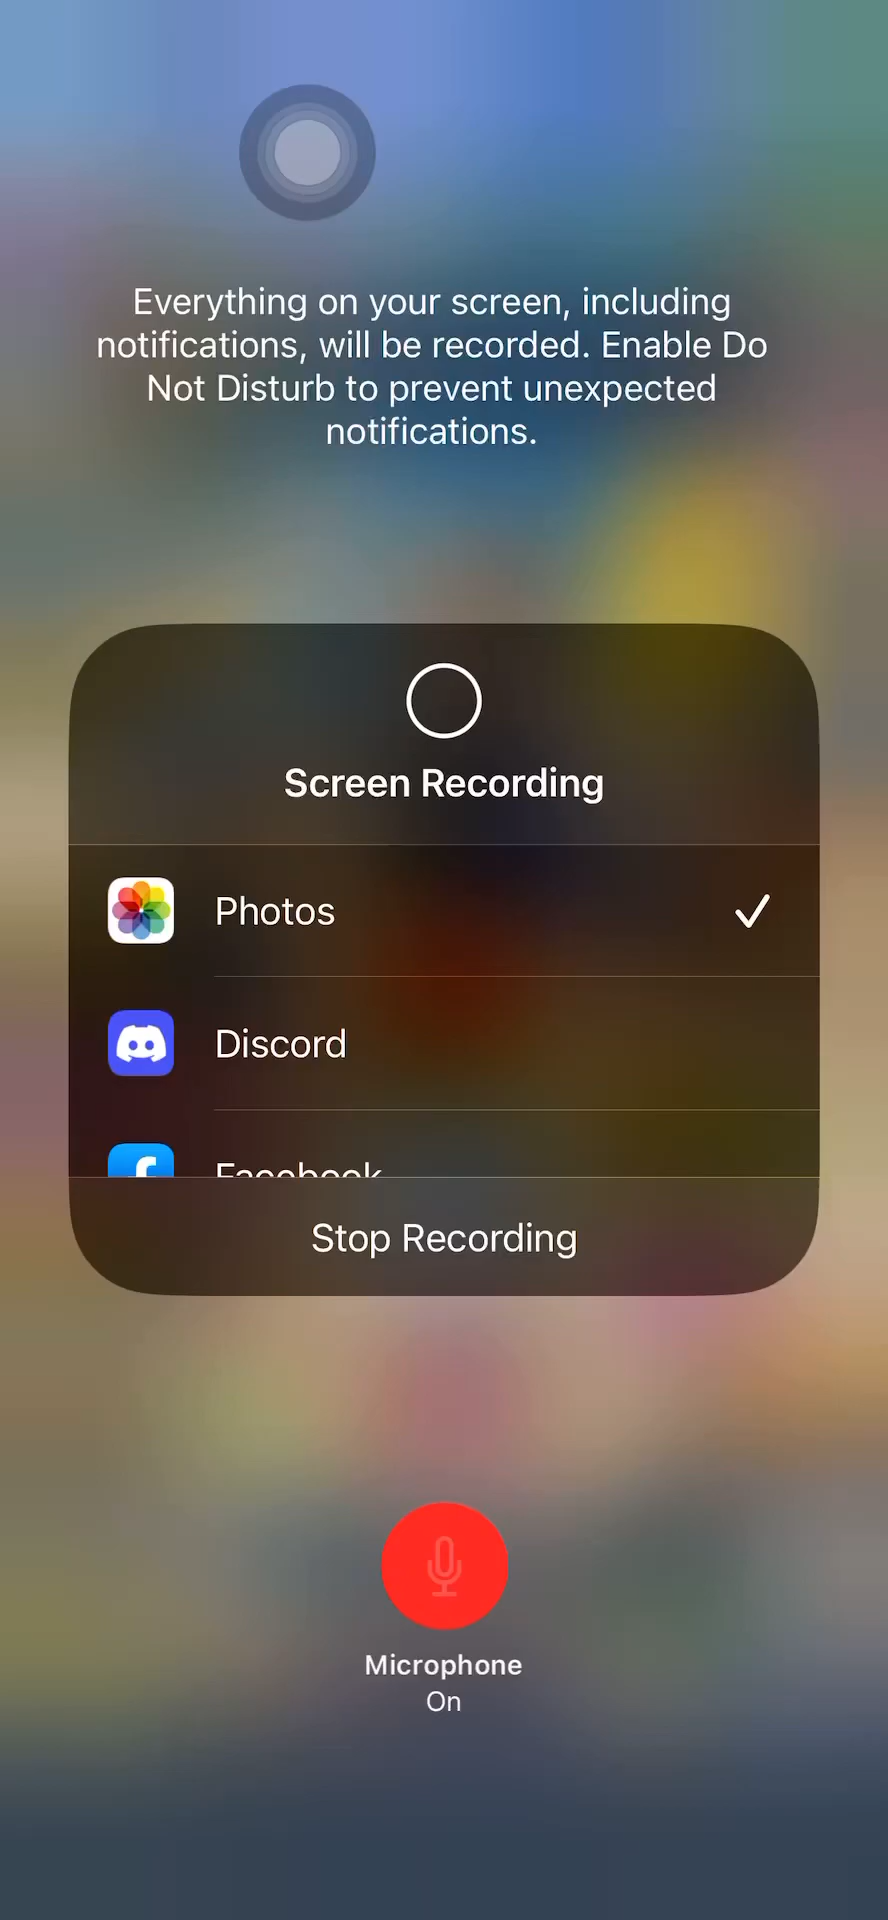 Everything on your screen, including
notifications, will be recorded. Enable Do
Not Disturb to prevent unexpected
notifications.
Screen Recording
Photos
Discord
Facebook
Stop Recording
Microphone
On